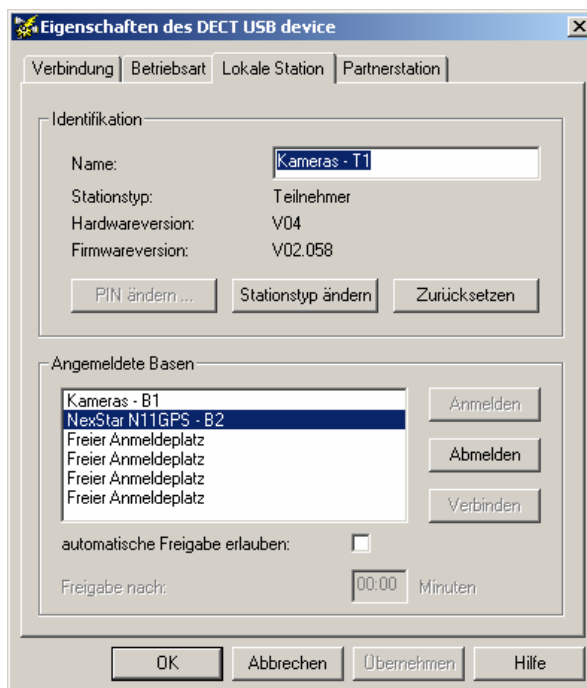 Eigenschaften des DECT USB device
Verbindung Betriebsart Lokale Station Partnerstation
Identifikation
Name: Kameras - T1
Stationstyp: Teilnehmer
Hardwareversion: V04
Firmwareversion: V02.058
PIN ändern ... Stationstyp ändern Zurücksetzen
Angemeldete Basen
Kameras - B1 Anmelden
NexStar N11GPS - B2
Freier Anmeldeplatz
Freier Anmeldeplatz Abmelden
Freier Anmeldeplatz
Freier Anmeldeplatz Verbinden
automatische Freigabe erlauben:
Freigabe nach: 00:00 Minuten
OK Abbrechen Übernehmen Hilfe